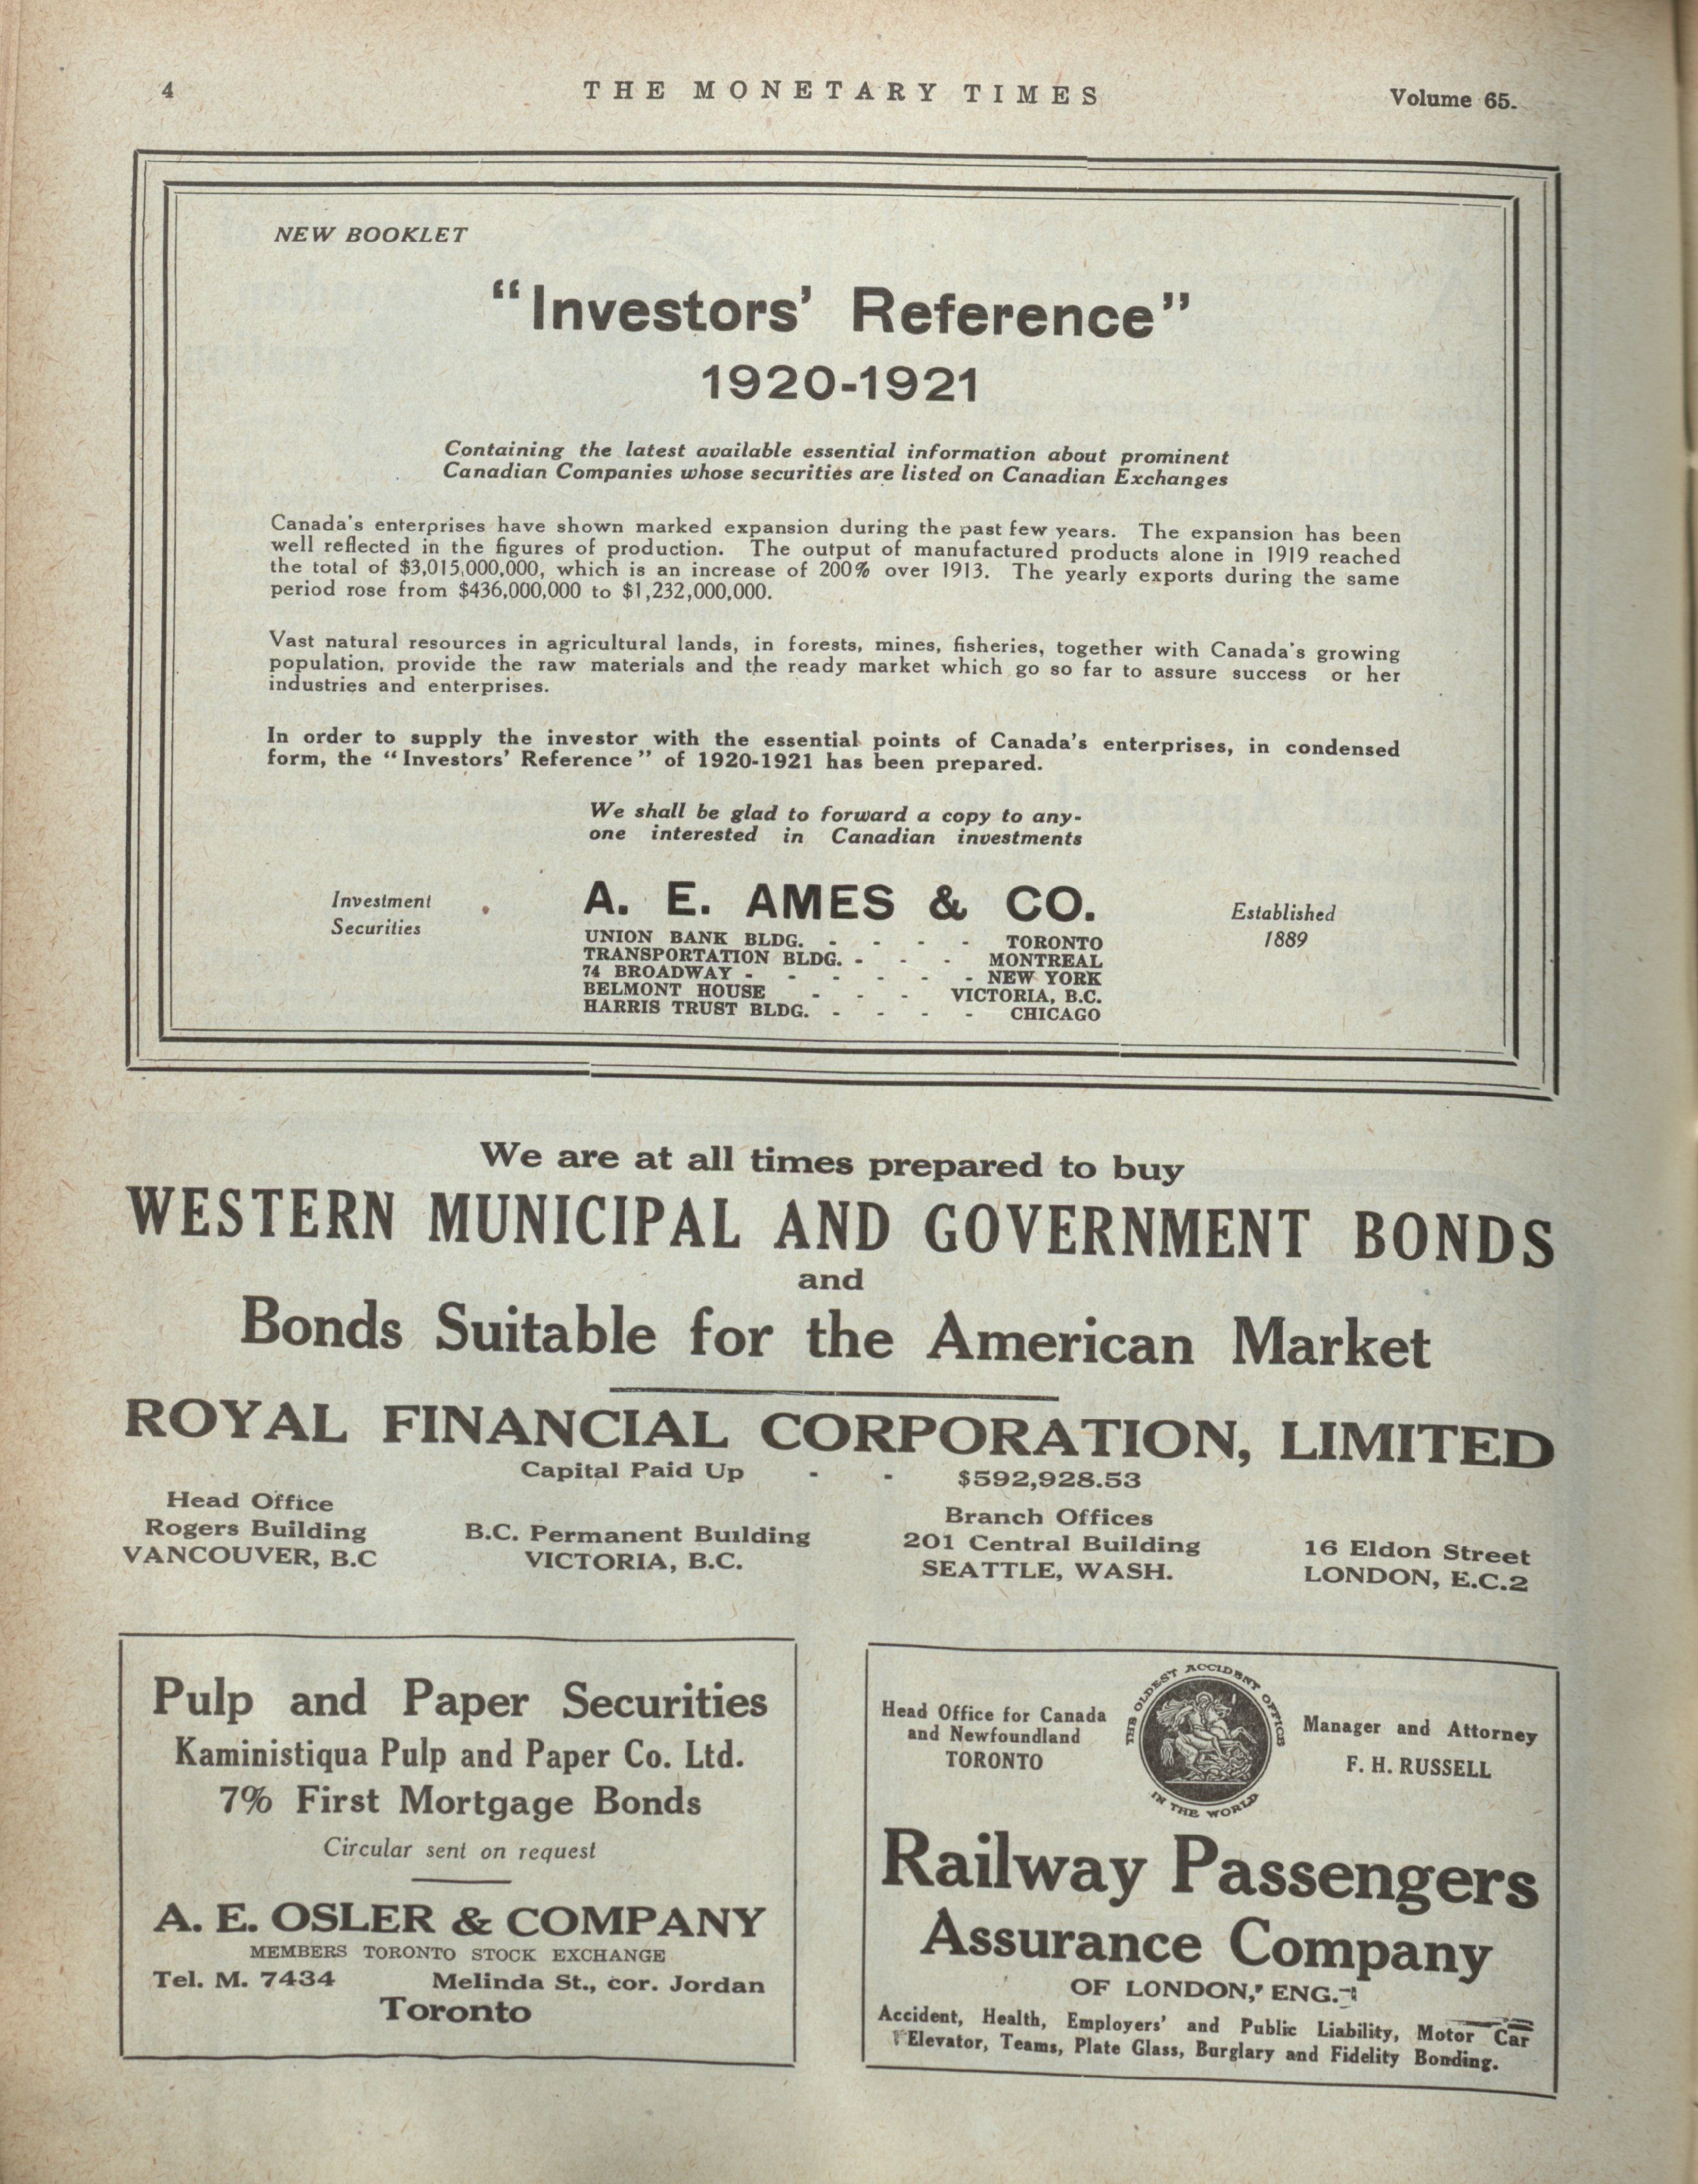 4
THE MONETARY TIMES
Volume 65.
NEW BOOKLET
"Investors' Reference"
1920-1921
Containing the latest available essential information about prominent
Canadian Companies whose securities are listed on Canadian Exchanges
Canada's enterprises have shown marked expansion during the past few years. The expansion has been
well reflected in the figures of production. The output of manufactured products alone in 1919 reached
the total of $3,015,000,000, which is an increase of 200% over 1913. The yearly exports during the same
period rose from $436,000,000 to $1,232,000,000.
Vast natural resources in agricultural lands, in forests, mines, fisheries, together with Canada's growing
population, provide the raw materials and the ready market which go so far to assure success or her
industries and enterprises.
In order to supply the investor with the essential points of Canada's enterprises, in condensed
form, the "Investors' Reference" of 1920-1921 has been prepared.
We shall be glad to forward a copy to any-
one interested in Canadian investments
Investment
Securities
A. E. AMES & CO.
UNION BANK BLDG. - - - - TORONTO
TRANSPORTATION BLDG. - - - MONTREAL
74 BROADWAY - - - - - - NEW YORK
BELMONT HOUSE - - - VICTORIA, B.C.
HARRIS TRUST BLDG. - - - - CHICAGO
Established
1889
We are at all times prepared to buy
WESTERN MUNICIPAL AND GOVERNMENT BONDS
and
Bonds Suitable for the American Market
ROYAL FINANCIAL CORPORATION, LIMITED
Capital Paid Up - - $592,928.53
Head Office
Rogers Building
VANCOUVER, B.C
B.C. Permanent Building
VICTORIA, B.C.
Branch Offices
201 Central Building
SEATTLE, WASH.
16 Eldon Street
LONDON, E.C.2
Pulp and Paper Securities
Kaministiqua Pulp and Paper Co. Ltd.
7% First Mortgage Bonds
Circular sent on request
A. E. OSLER & COMPANY
MEMBERS TORONTO STOCK EXCHANGE
Tel. M. 7434 Melinda St., cor. Jordan
Toronto
Head Office for Canada
and Newfoundland
TORONTO
THE OLDEST ACCIDENT OFFICE
IN THE WORLD
Manager and Attorney
F. H. RUSSELL
Railway Passengers
Assurance Company
OF LONDON, ENG.
Accident, Health, Employers' and Public Liability, Motor Car
Elevator, Teams, Plate Glass, Burglary and Fidelity Bonding.